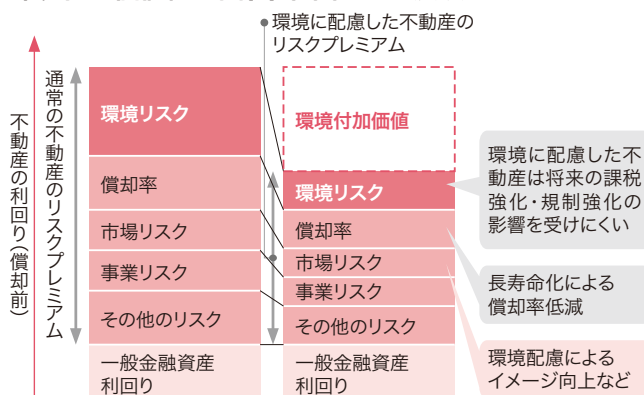 環境に配慮した不動産の
リスクプレミアム
不動産の利回り(償却前)
通常の不動産のリスクプレミアム
環境リスク
償却率
市場リスク
事業リスク
その他のリスク
一般金融資産
利回り
環境付加価値
環境リスク
償却率
市場リスク
事業リスク
その他のリスク
一般金融資産
利回り
環境に配慮した不
動産は将来の課税
強化・規制強化の
影響を受けにくい
長寿命化による
償却率低減
環境配慮による
イメージ向上など